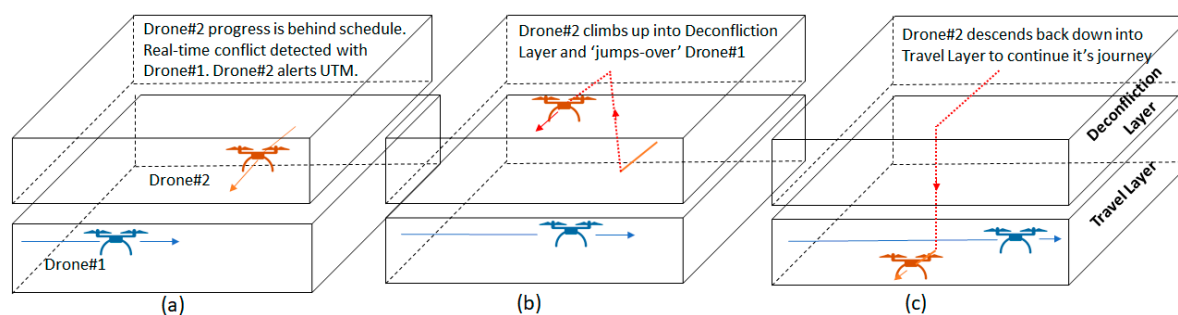 Drone#2 progress is behind schedule.
Real-time conflict detected with
Drone#1. Drone#2 alerts UTM.
Drone#2
Drone#1
(a)
Drone#2 climbs up into Deconfliction
Layer and ‘jumps-over’ Drone#1
(b)
Drone#2 descends back down into
Travel Layer to continue it’s journey
Deconfliction
Layer
Travel Layer
(c)